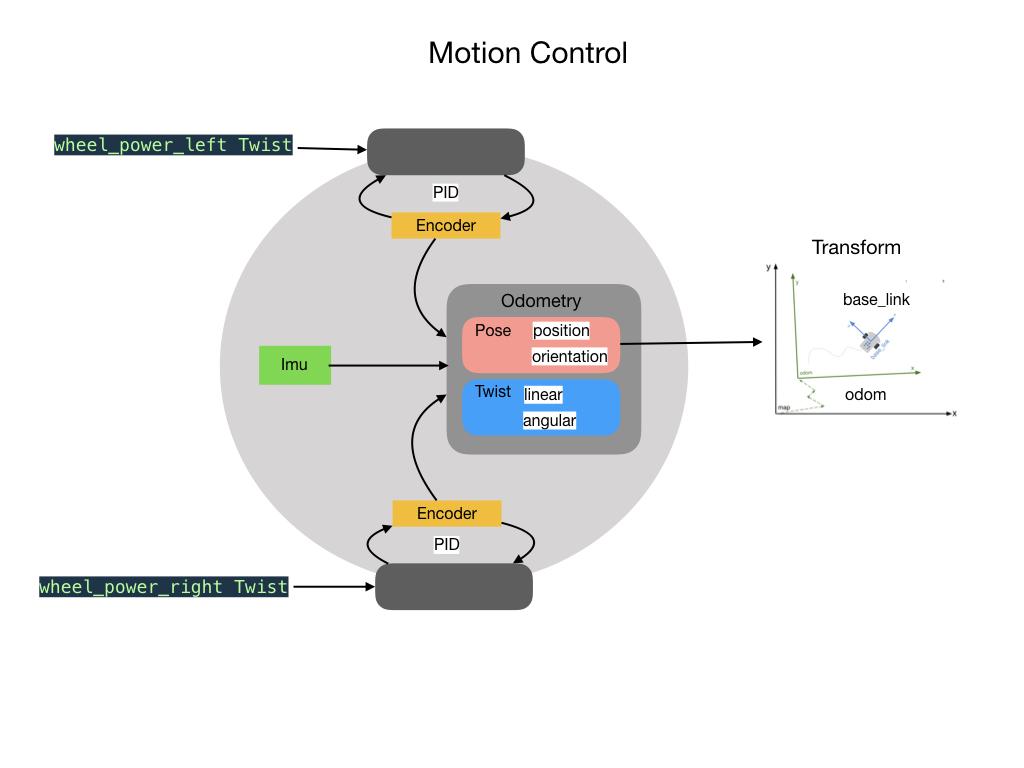 Motion Control
wheel_power_left Twist
PID
Encoder
Transform
y
y
base_link
base_link
Odometry
Pose position
orientation
Imu
Twist linear
angular
odom
x
odom
map
x
Encoder
PID
wheel_power_right Twist